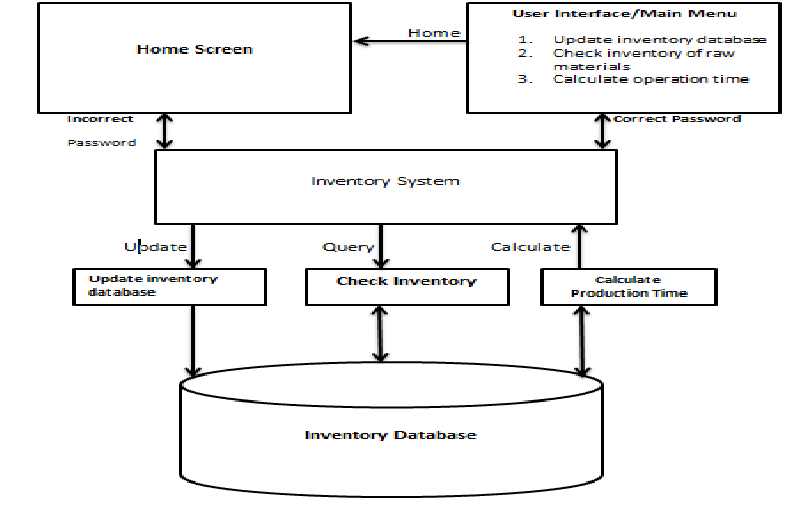 Home Screen
Home
User Interface/Main Menu
1. Update inventory database
2. Check inventory of raw
materials
3. Calculate operation time
Incorrect
Password
Correct Password
Inventory System
Update
Query
Calculate
Update inventory
database
Check Inventory
Calculate
Production Time
Inventory Database